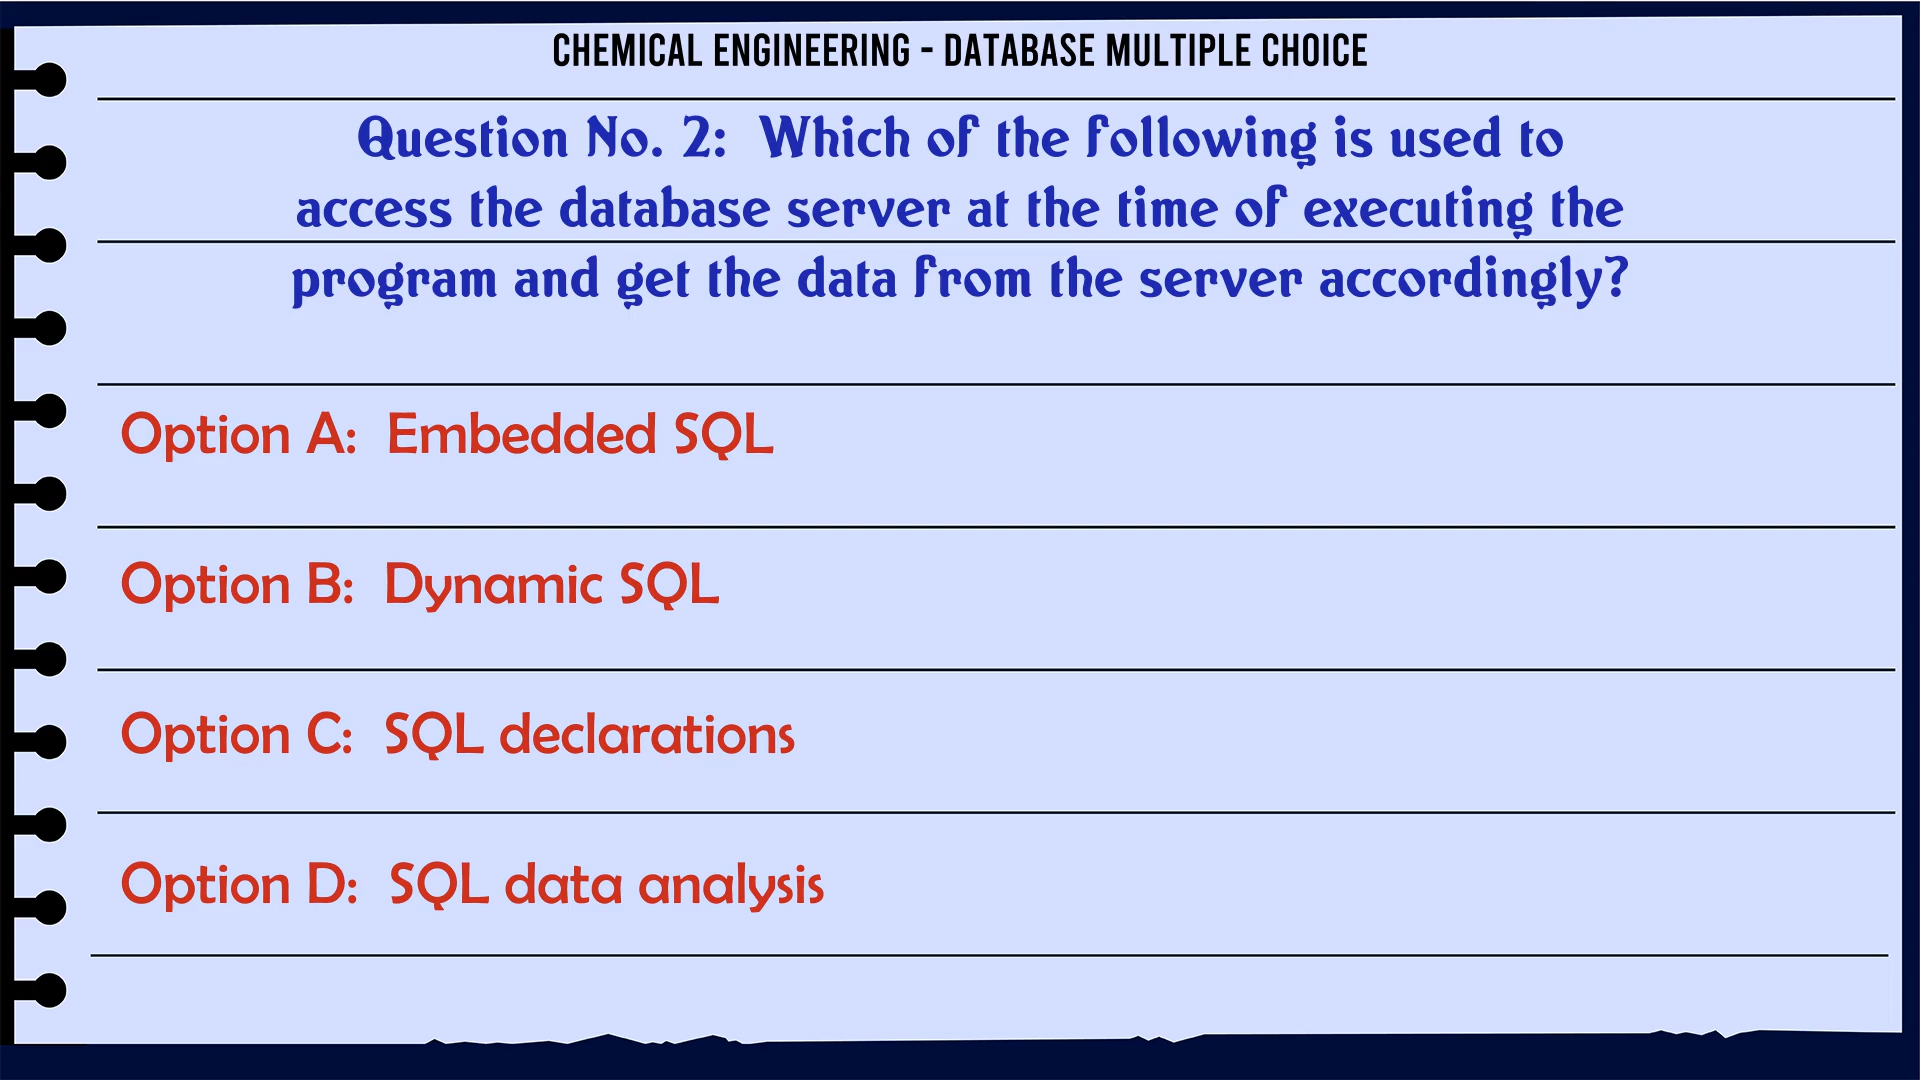 CHEMICAL ENGINEERING - DATABASE MULTIPLE CHOICE
Question No. 2: Which of the following is used to
access the database server at the time of executing the
program and get the data from the server accordingly?
Option A: Embedded SQL
Option B: Dynamic SQL
Option C: SQL declarations
Option D: SQL data analysis